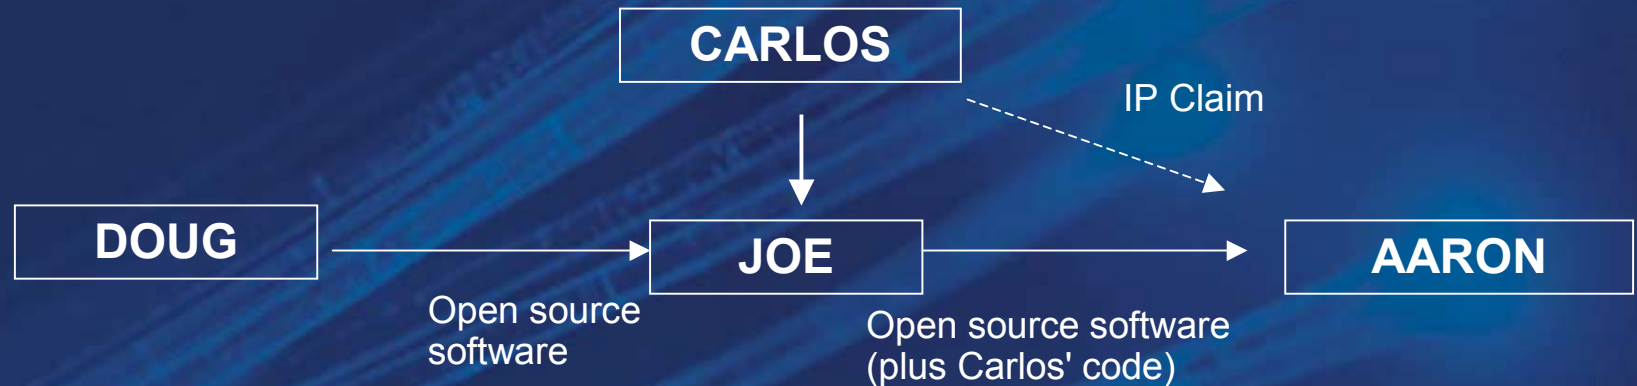 CARLOS
IP Claim
DOUG
JOE
AARON
Open source
software
Open source software
(plus Carlos' code)